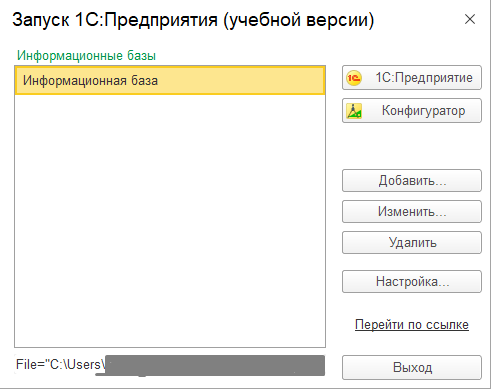 Запуск 1С:Предприятия (учебной версии)
Информационные базы
Информационная база
1С:Предприятие
Конфигуратор
Добавить...
Изменить...
Удалить
Настройка...
Перейти по ссылке
File="C:\Users\
Выход